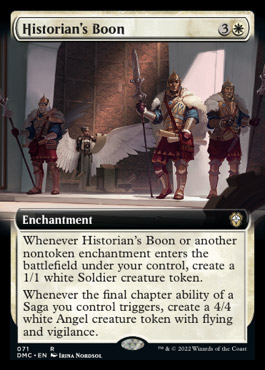 Historian's Boon 3
Enchantment
Whenever Historian's Boon or another
nontoken enchantment enters the
battlefield under your control, create a
1/1 white Soldier creature token.
Whenever the final chapter ability of a
Saga you control triggers, create a 4/4
white Angel creature token with flying
and vigilance.
071 R
DMC • EN Irina Nordsol
™ & © 2022 Wizards of the Coast